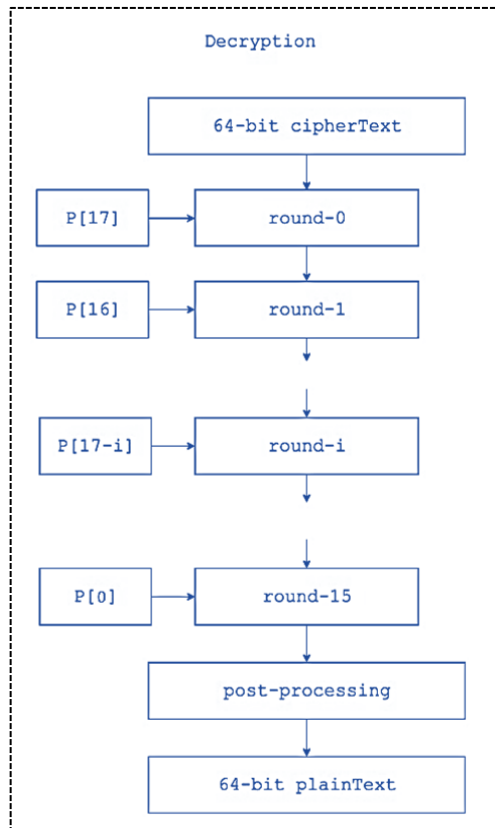 Decryption
64-bit cipherText
P[17]
round-0
P[16]
round-1
P[17-i]
round-i
P[0]
round-15
post-processing
64-bit plainText